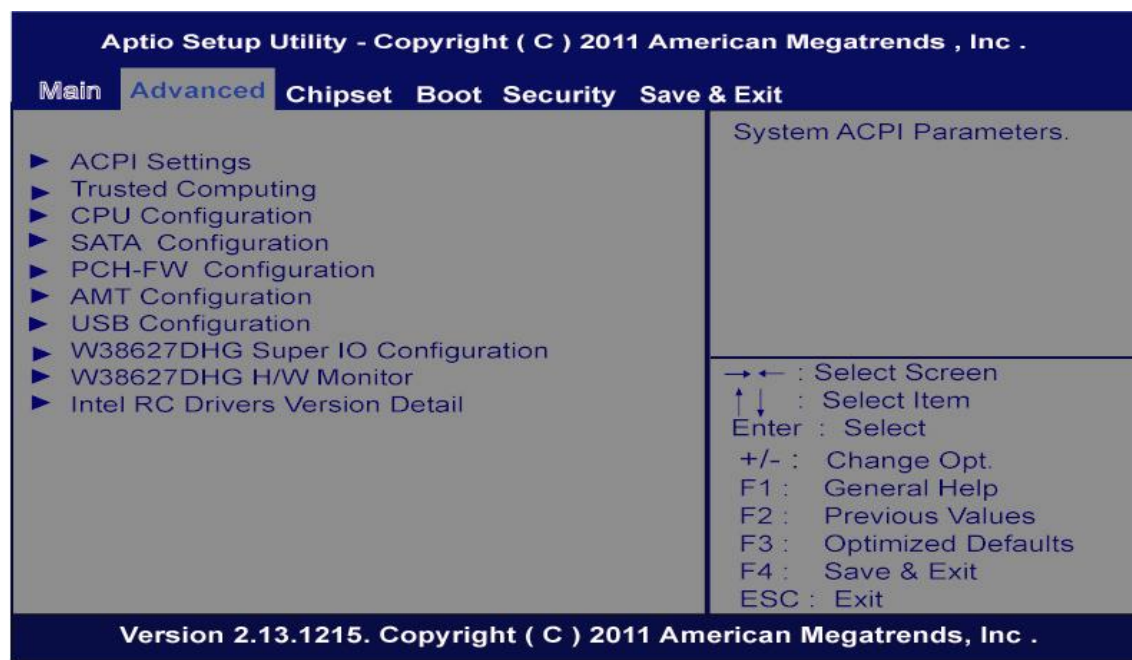 Aptio Setup Utility - Copyright ( C ) 2011 American Megatrends , Inc .
Main Advanced Chipset Boot Security Save & Exit
► ACPI Settings
► Trusted Computing
► CPU Configuration
► SATA Configuration
► PCH-FW Configuration
► AMT Configuration
► USB Configuration
► W38627DHG Super IO Configuration
► W38627DHG H/W Monitor
► Intel RC Drivers Version Detail
System ACPI Parameters.
→ ← : Select Screen
↑ ↓ : Select Item
Enter : Select
+/- : Change Opt.
F1 : General Help
F2 : Previous Values
F3 : Optimized Defaults
F4 : Save & Exit
ESC : Exit
Version 2.13.1215. Copyright ( C ) 2011 American Megatrends, Inc .